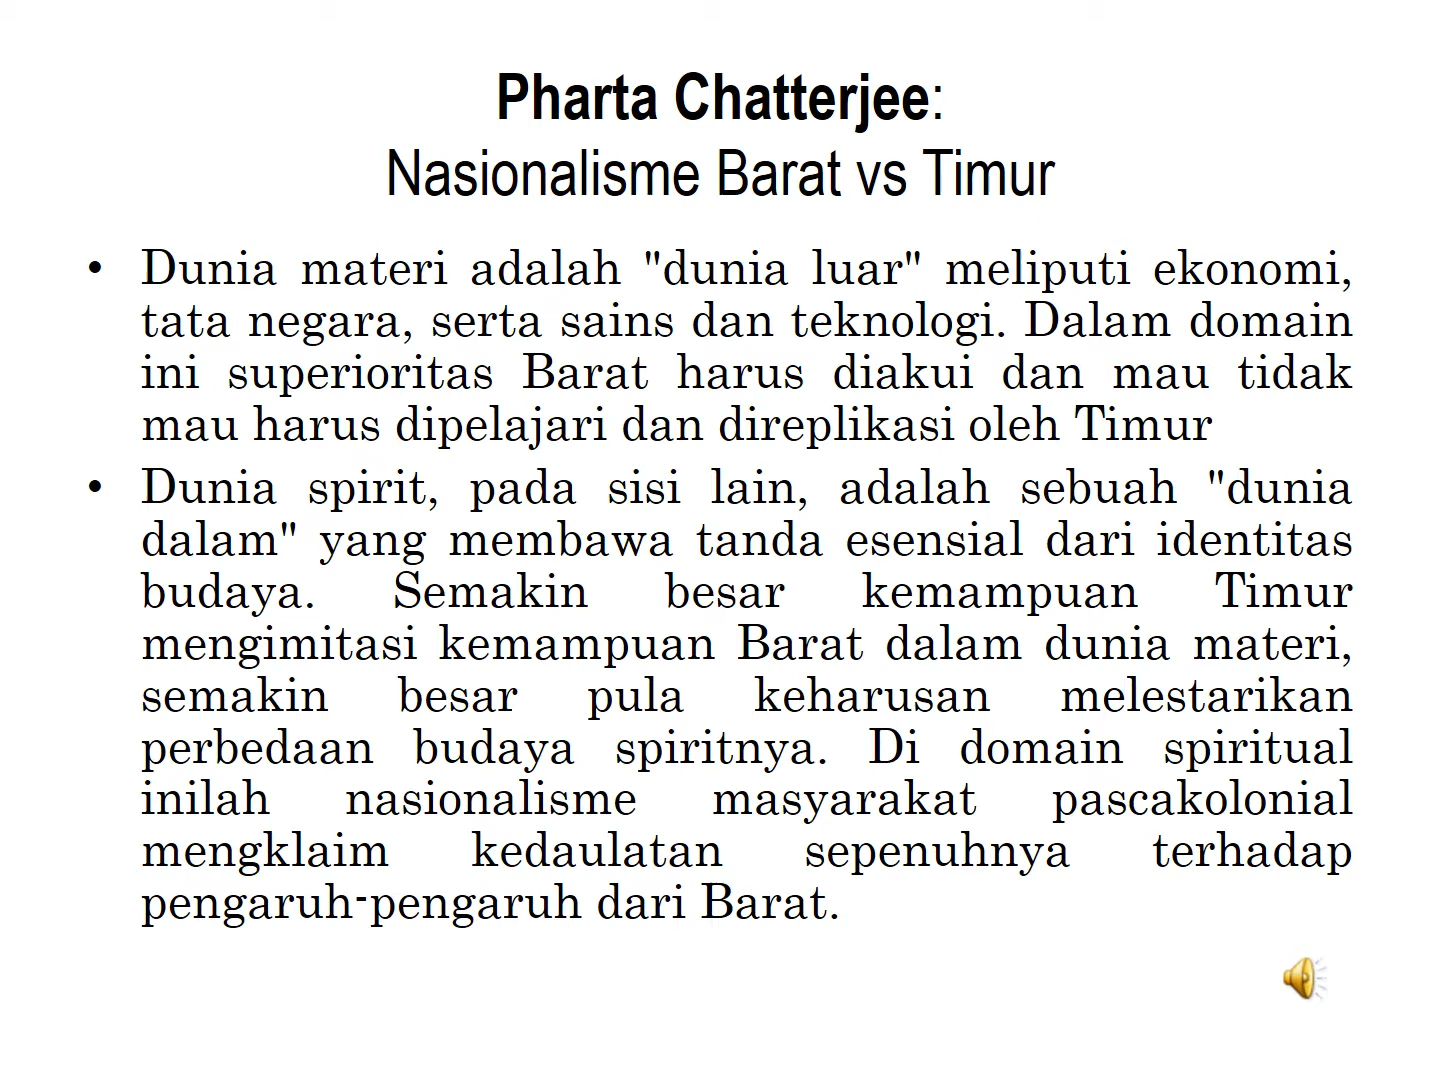 Pharta Chatterjee:
Nasionalisme Barat vs Timur
• Dunia materi adalah "dunia luar" meliputi ekonomi,
tata negara, serta sains dan teknologi. Dalam domain
ini superioritas Barat harus diakui dan mau tidak
mau harus dipelajari dan direplikasi oleh Timur
• Dunia spirit, pada sisi lain, adalah sebuah "dunia
dalam" yang membawa tanda esensial dari identitas
budaya. Semakin besar kemampuan Timur
mengimitasi kemampuan Barat dalam dunia materi,
semakin besar pula keharusan melestarikan
perbedaan budaya spiritnya. Di domain spiritual
inilah nasionalisme masyarakat pascakolonial
mengklaim kedaulatan sepenuhnya terhadap
pengaruh-pengaruh dari Barat.